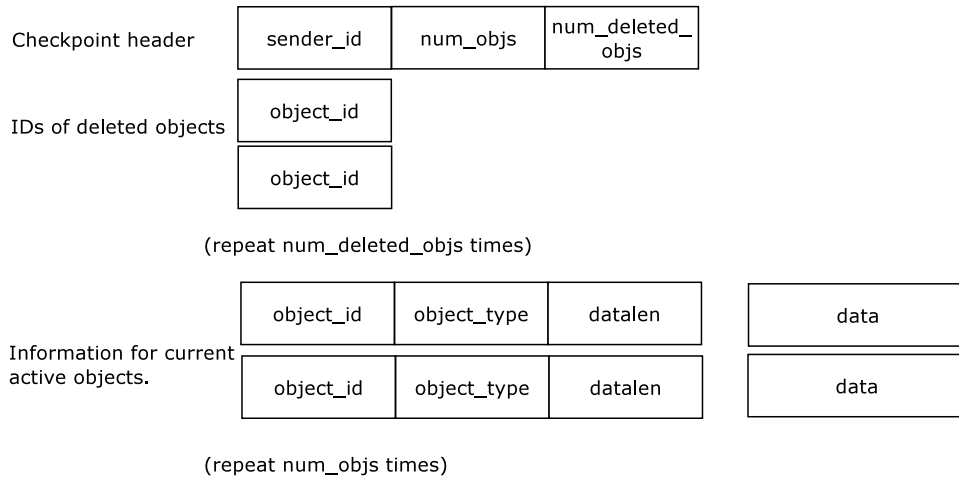 Checkpoint header
sender_id num_objs num_deleted_
objs
IDs of deleted objects
object_id
object_id
(repeat num_deleted_objs times)
object_id object_type datalen data
Information for current
active objects.
object_id object_type datalen data
(repeat num_objs times)